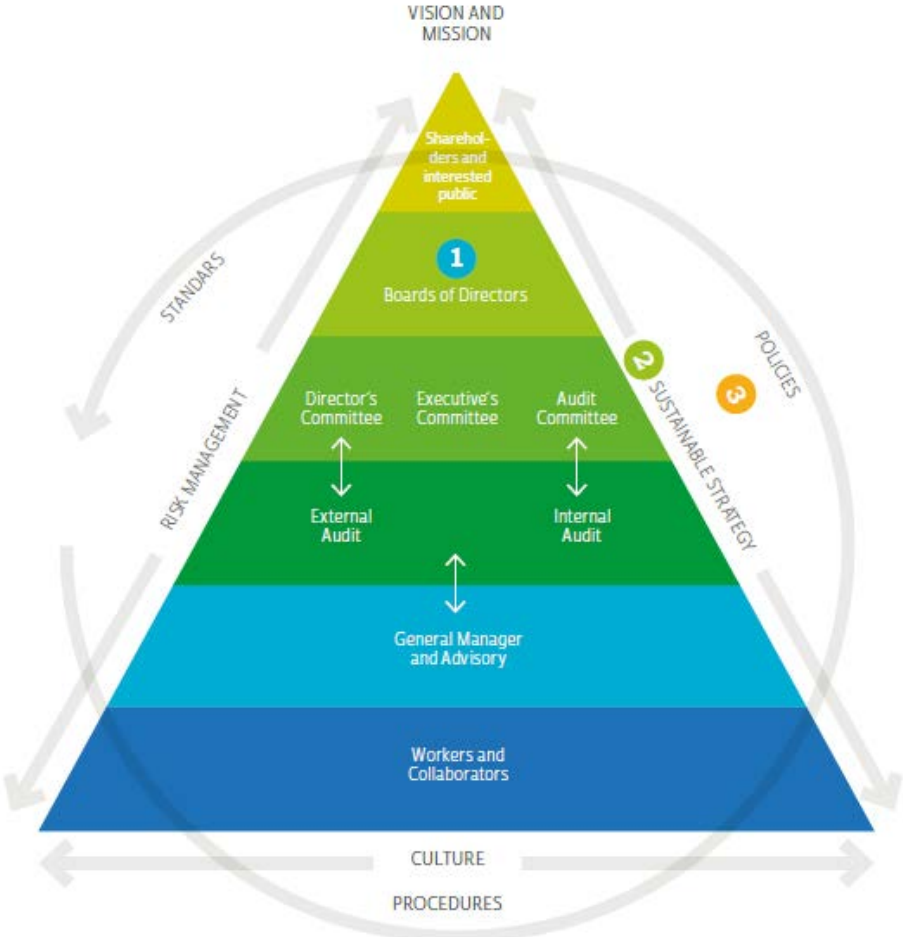 VISION AND
MISSION
Sharehol-
ders and
interested
public
1
Boards of Directors
STANDARS
POLICIES
2
3
Director's
Committee
Executive's
Committee
Audit
Committee
RISK MANAGEMENT
SUSTAINABLE STRATEGY
External
Audit
Internal
Audit
General Manager
and Advisory
Workers and
Collaborators
CULTURE
PROCEDURES